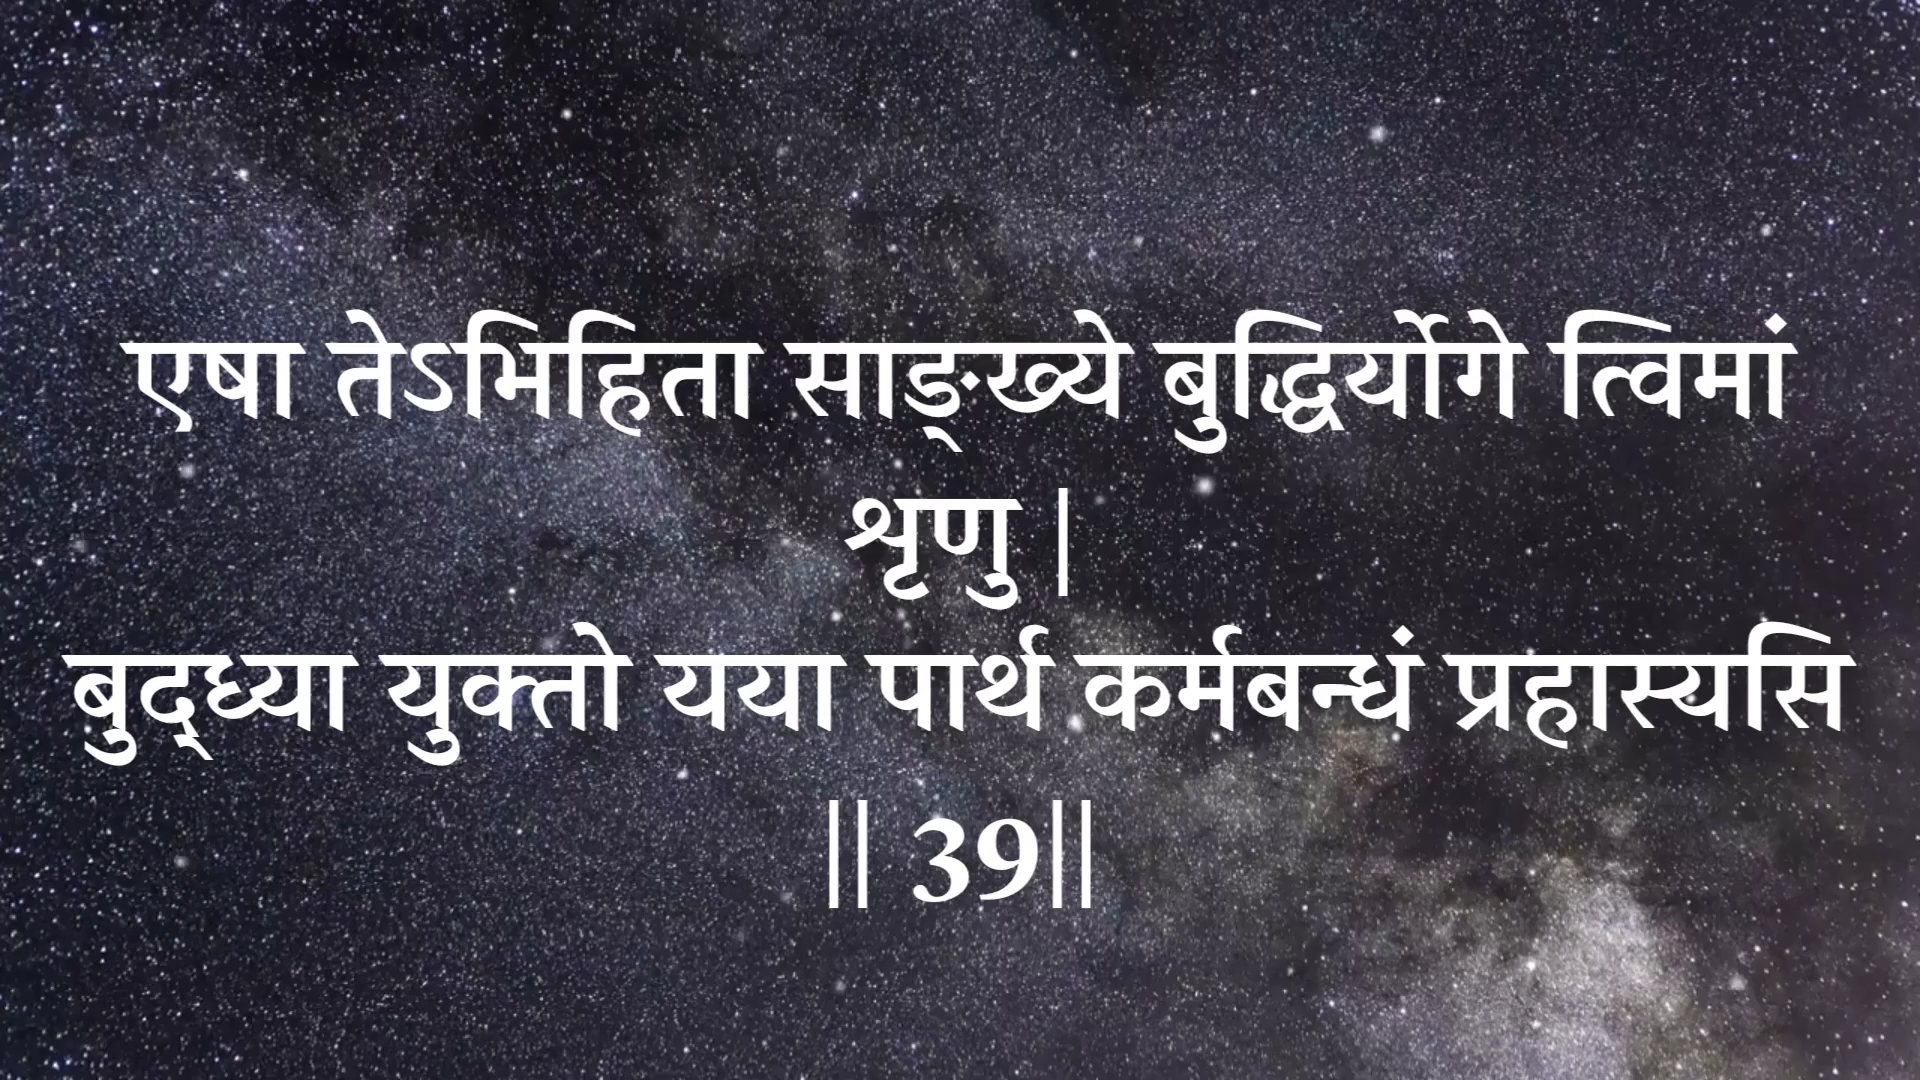 एषा तेऽभिहिता साङ्ख्ये बुद्धिर्योगे त्विमां
शृणु |
बुद्ध्या युक्तो यया पार्थ कर्मबन्धं प्रहास्यसि
|| 39||